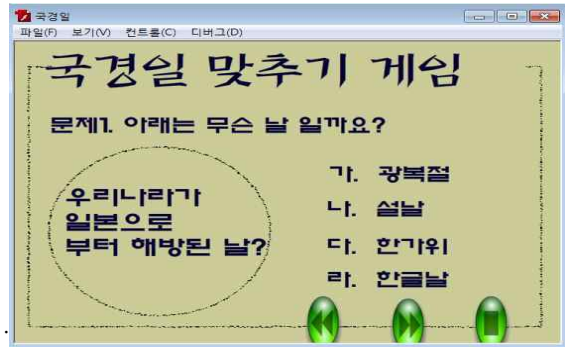 국경일
파일(F) 보기(V) 컨트롤(C) 디버그(D)
국경일 맞추기 게임
문제1. 아래는 무슨 날 일까요?
우리나라가
일본으로
부터 해방된 날?
가. 광복절
나. 설날
다. 한가위
라. 한글날
.